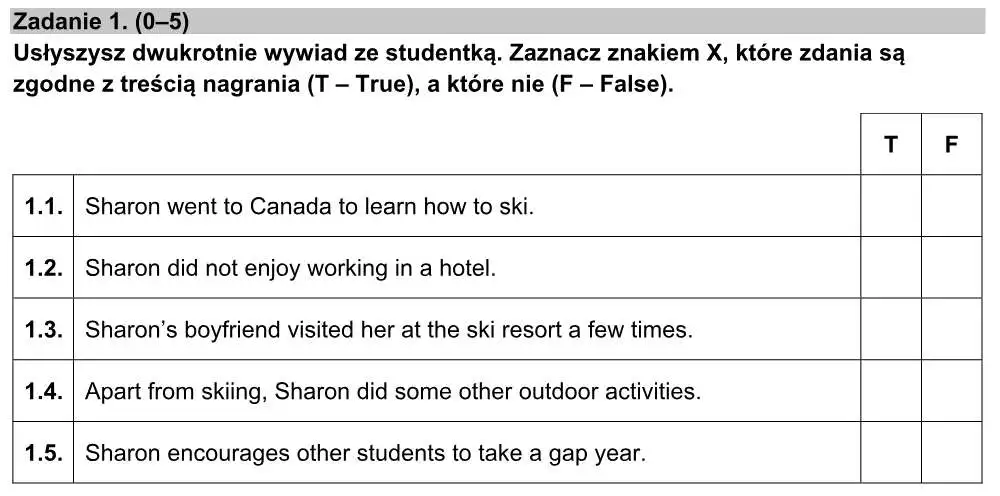 Zadanie 1. (0–5)
Usłyszysz dwukrotnie wywiad ze studentką. Zaznacz znakiem X, które zdania są
zgodne z treścią nagrania (T – True), a które nie (F – False).
T F
1.1. Sharon went to Canada to learn how to ski.
1.2. Sharon did not enjoy working in a hotel.
1.3. Sharon’s boyfriend visited her at the ski resort a few times.
1.4. Apart from skiing, Sharon did some other outdoor activities.
1.5. Sharon encourages other students to take a gap year.